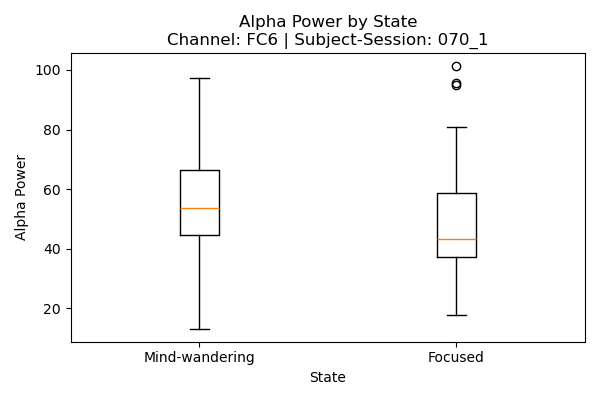 Alpha Power by State
Channel: FC6 | Subject-Session: 070_1
100
80
60
40
20
Alpha Power
Mind-wandering
Focused
State